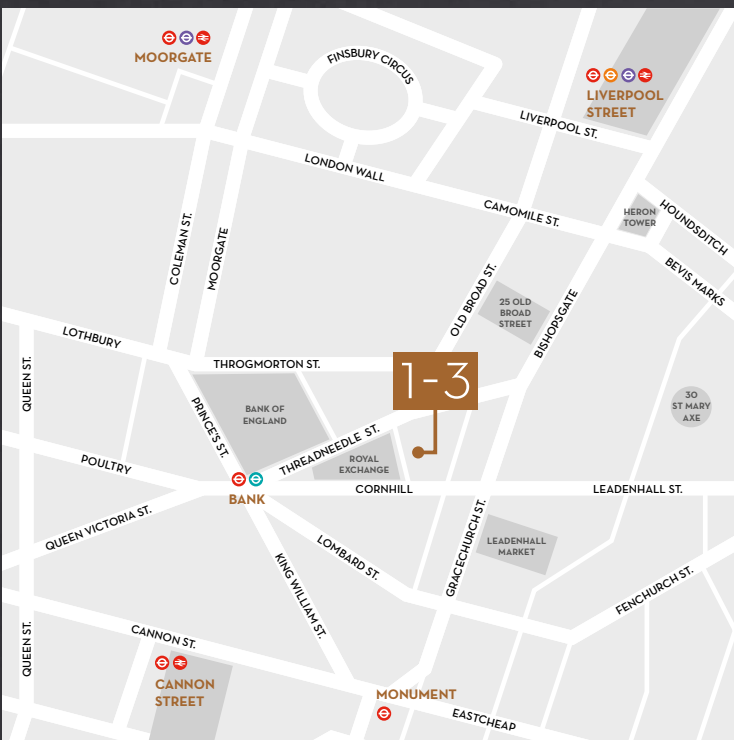 MOORGATE
FINSBURY CIRCUS
LIVERPOOL
STREET
LIVERPOOL ST.
LONDON WALL
CAMOMILE ST.
HERON
TOWER
HOUNDSDITCH
BEVIS MARKS
COLEMAN ST.
MOORGATE
OLD BROAD ST.
25 OLD
BROAD
STREET
BISHOPSGATE
LOTHBURY
THROGMORTON ST.
1-3
QUEEN ST.
PRINCE'S ST.
BANK OF
ENGLAND
30
ST MARY
AXE
THREADNEEDLE ST.
ROYAL
EXCHANGE
POULTRY
BANK
CORNHILL
LEADENHALL ST.
QUEEN VICTORIA ST.
LOMBARD ST.
GRACECHURCH ST.
LEADENHALL
MARKET
KING WILLIAM ST.
FENCHURCH ST.
QUEEN ST.
CANNON ST.
CANNON
STREET
MONUMENT
EASTCHEAP